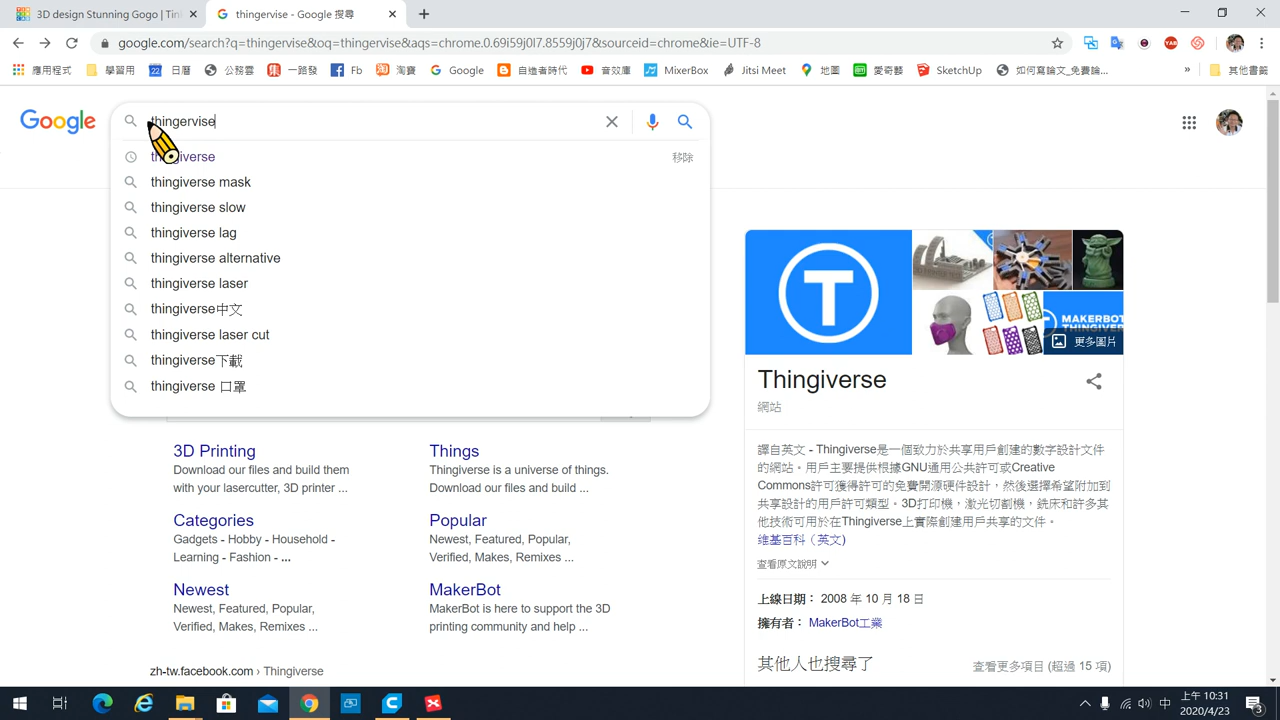 3D design Stunning Gogo | Tin
thingervise - Google 搜尋
google.com/search?q=thingervise&oq=thingervise&aqs=chrome.0.69i59j0l7.8559j0j7&sourceid=chrome&ie=UTF-8
應用程式 學習用 日曆 公務雲 一路發 Fb 淘寶 Google 自造者時代 音效庫 MixerBox Jitsi Meet 地圖 愛奇藝 SketchUp 如何寫論文_免費論... » 其他書籤
Google
thingervise
thingiverse 移除
thingiverse mask
thingiverse slow
thingiverse lag
thingiverse alternative
thingiverse laser
thingiverse中文
thingiverse laser cut
thingiverse下載
thingiverse 口罩
MAKERBOT
THINGIVER
更多圖片
Thingiverse
網站
譯自英文 - Thingiverse是一個致力於共享用戶創建的數字設計文件
的網站。用戶主要提供根據GNU通用公共許可或Creative
Commons許可獲得許可的免費開源硬件設計，然後選擇希望附加到
共享設計的用戶許可類型。3D打印機，激光切割機，銑床和許多其
他技術可用於在Thingiverse上實際創建用戶共享的文件。
维基百科（英文)
查看原文說明
上線日期： 2008 年 10 月 18 日
擁有者： MakerBot工業
其他人也搜尋了 查看更多項目 (超過 15 項)
3D Printing
Download our files and build them
with your lasercutter, 3D printer ...
Things
Thingiverse is a universe of things.
Download our files and build ...
Categories
Gadgets - Hobby - Household -
Learning - Fashion - ...
Popular
Newest, Featured, Popular,
Verified, Makes, Remixes ...
Newest
Newest, Featured, Popular,
Verified, Makes, Remixes ...
MakerBot
MakerBot is here to support the 3D
printing community and help ...
zh-tw.facebook.com › Thingiverse
中
上午 10:31
2020/4/23
3